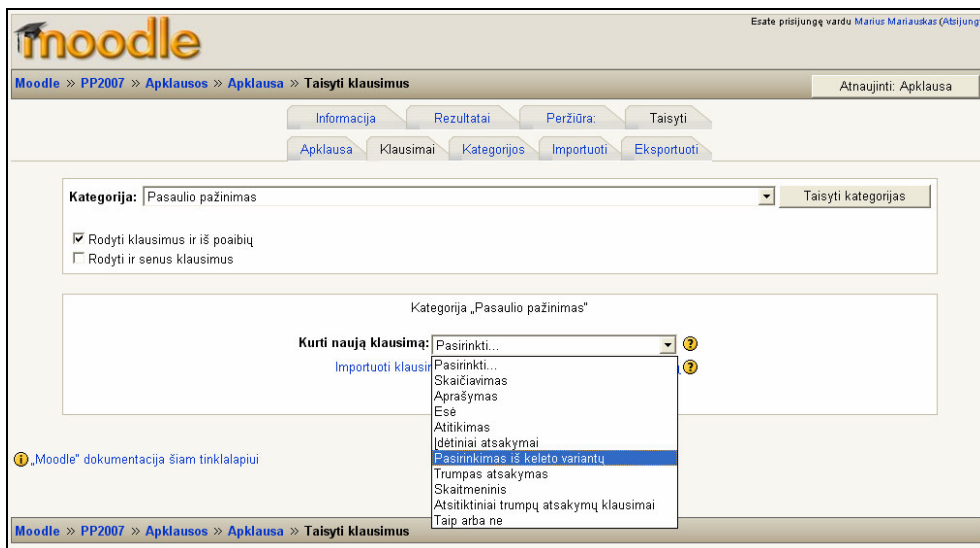 Esate prisijungę vardu Marius Mariauskas (Atsijung
moodle
Moodle » PP2007 » Apklausos » Apklausa » Taisyti klausimus
Atnaujinti: Apklausa
Informacija Rezultatai Peržiūra: Taisyti
Apklausa Klausimai Kategorijos Importuoti Eksportuoti
Kategorija: Pasaulio pažinimas Taisyti kategorijas
Rodyti klausimus ir iš poaibių
Rodyti ir senus klausimus
Kategorija „Pasaulio pažinimas"
Kurti naują klausimą: Pasirinkti...
Importuoti klausim
Pasirinkti...
Skaičiavimas
Aprašymas
Esė
Atitikimas
Įdėtiniai atsakymai
Pasirinkimas iš keleto variantų
Trumpas atsakymas
Skaitmeninis
Atsitiktiniai trumpų atsakymų klausimai
Taip arba ne
„Moodle" dokumentacija šiam tinklalapiui
Moodle » PP2007 » Apklausos » Apklausa » Taisyti klausimus